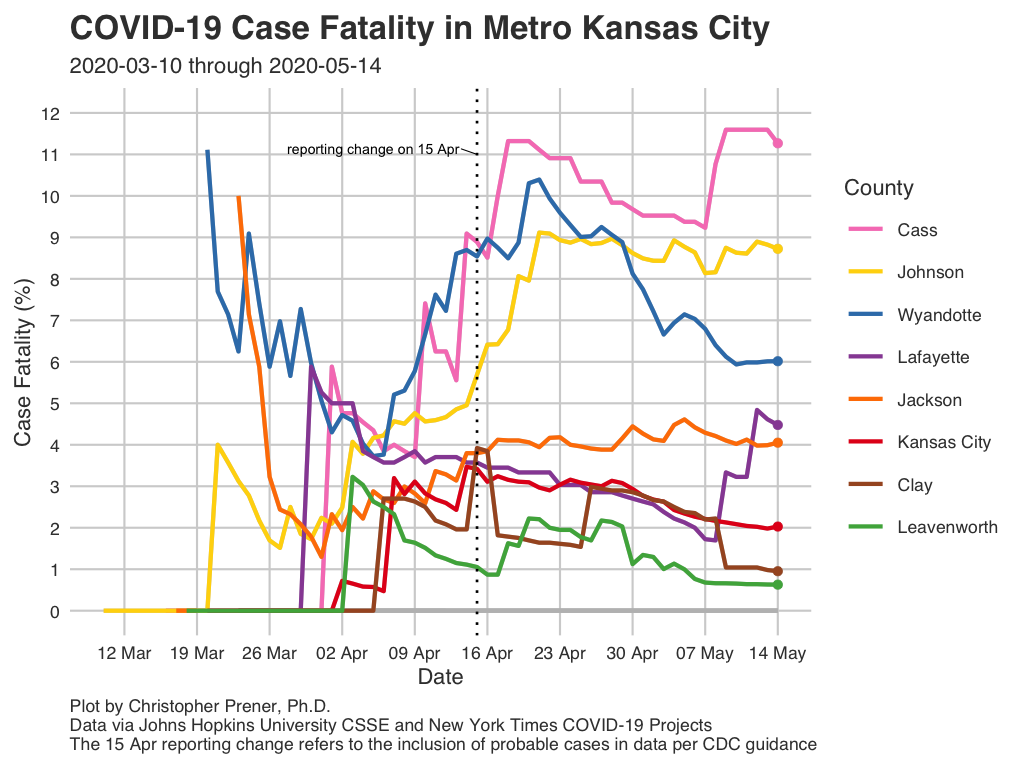 COVID-19 Case Fatality in Metro Kansas City
2020-03-10 through 2020-05-14
12
11
10
9
8
7
6
5
4
3
2
1
0
Case Fatality (%)
reporting change on 15 Apr
12 Mar 19 Mar 26 Mar 02 Apr 09 Apr 16 Apr 23 Apr 30 Apr 07 May 14 May
Date
County
Cass
Johnson
Wyandotte
Lafayette
Jackson
Kansas City
Clay
Leavenworth
Plot by Christopher Prener, Ph.D.
Data via Johns Hopkins University CSSE and New York Times COVID-19 Projects
The 15 Apr reporting change refers to the inclusion of probable cases in data per CDC guidance